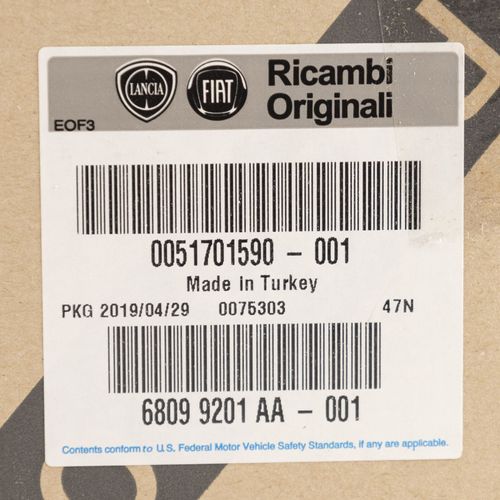 LANCIA FIAT Ricambi
Originali
EOF3
0051701590 - 001
Made In Turkey
PKG 2019/04/29 0075303 47N
6809 9201 AA - 001
Contents conform to U.S. Federal Motor Vehicle Safety Standards, if any are applicable.